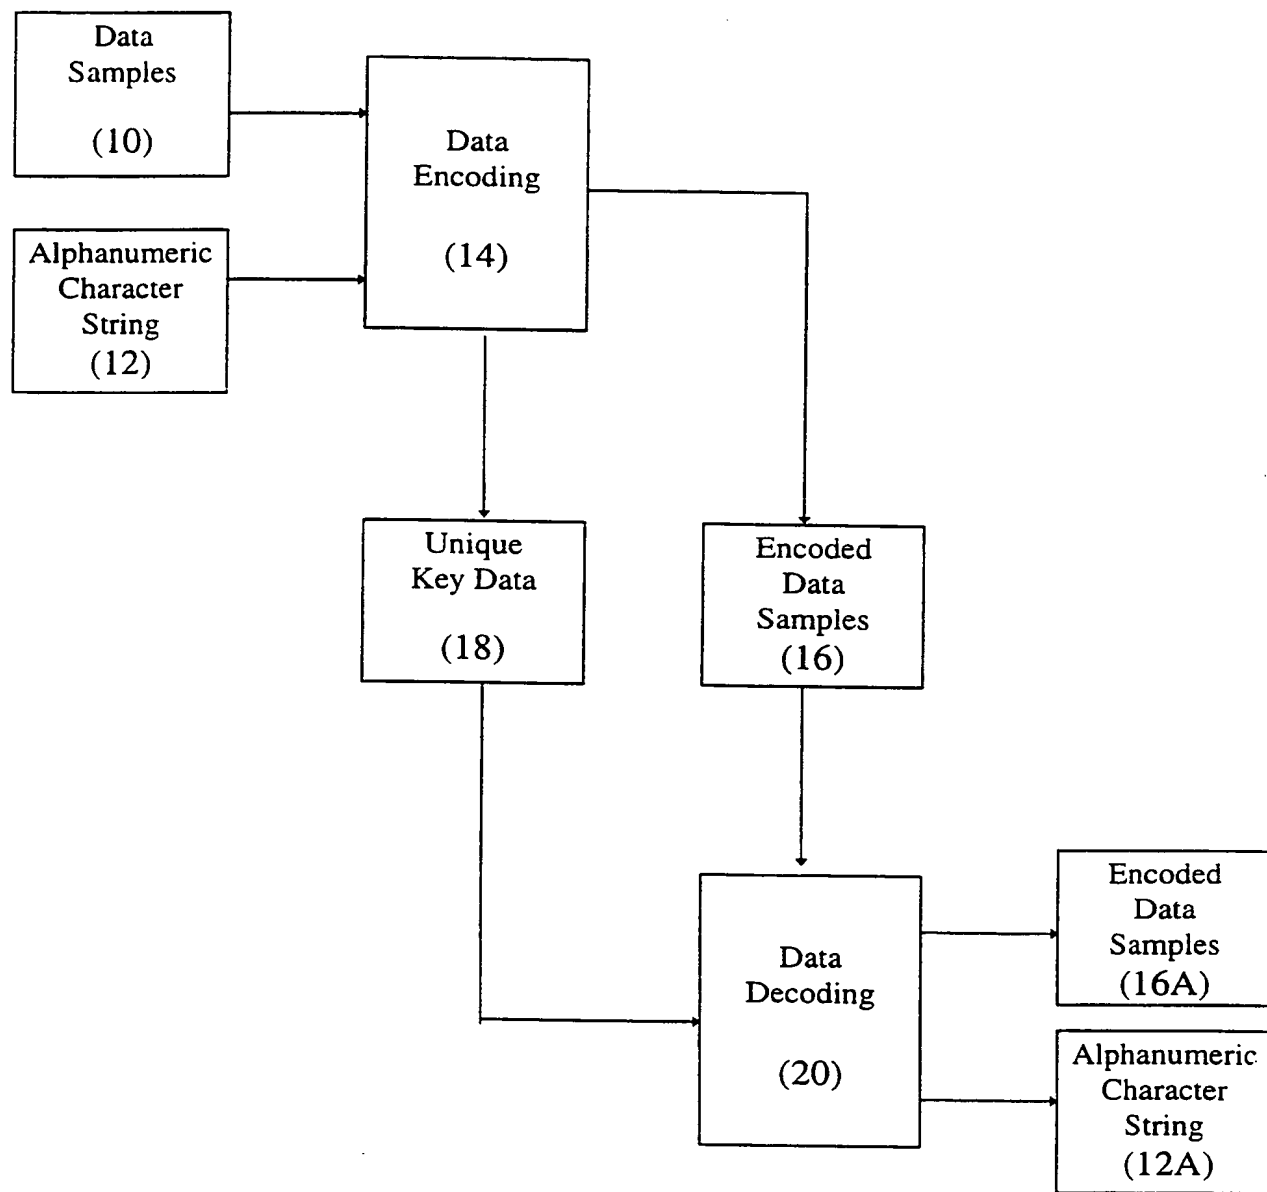 Data
Samples
(10)
Alphanumeric
Character
String
(12)
Data
Encoding
(14)
Unique
Key Data
(18)
Encoded
Data
Samples
(16)
Data
Decoding
(20)
Encoded
Data
Samples
(16A)
Alphanumeric
Character
String
(12A)